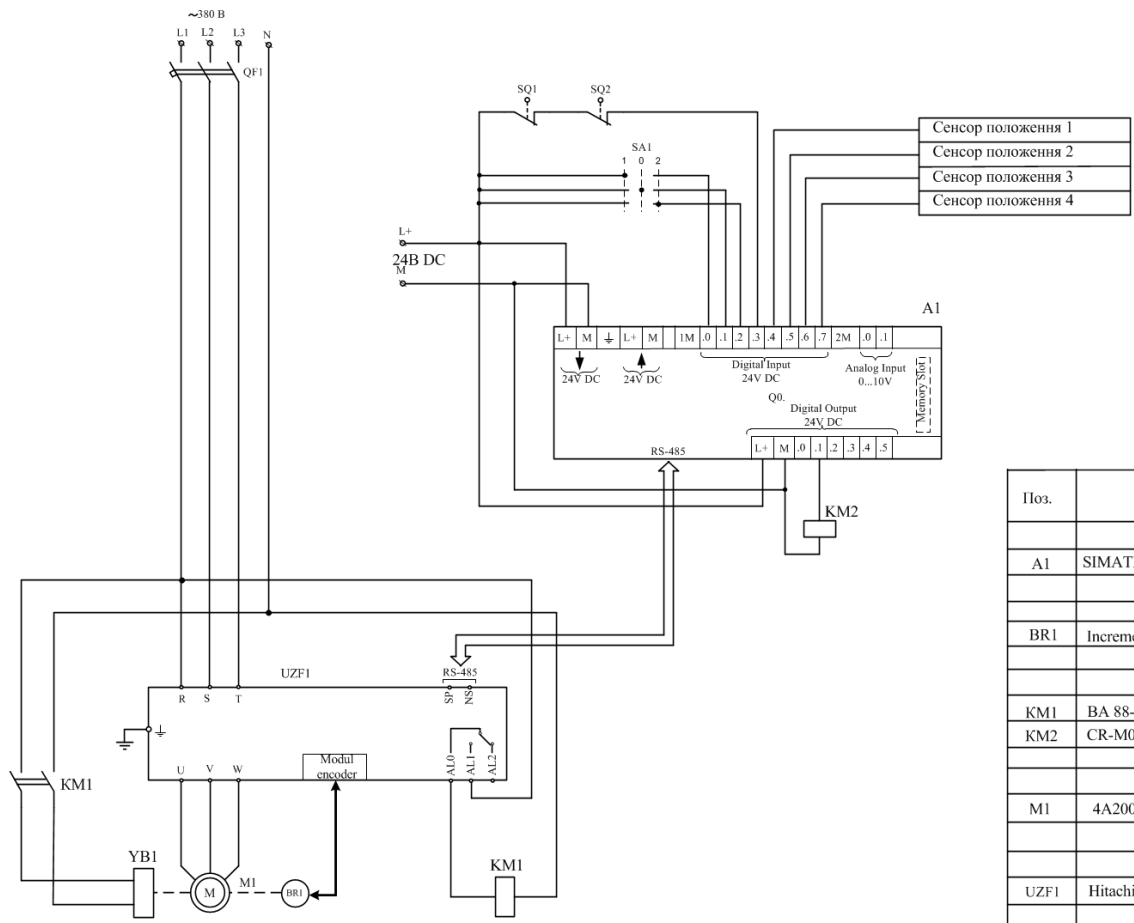 ~380 В
L1 L2 L3 N
QF1
SQ1 SQ2
SA1
1 0 2
Сенсор положення 1
Сенсор положення 2
Сенсор положення 3
Сенсор положення 4
L+
24В DC
M
A1
L+ M L+ M 1M .0 .1 .2 .3 .4 .5 .6 .7 2M .0 .1
24V DC
24V DC
Digital Input
24V DC
Analog Input
0...10V
Memory Slot
Q0.
Digital Output
24V DC
RS-485
L+ M .0 .1 .2 .3 .4 .5
KM2
UZF1
RS-485
R S T
SP NS
Modul
encoder
U V W
AL0 AL1 AL2
KM1
YB1
M
M1
BR1
KM1
Поз.
A1 SIMAT
BR1 Increme
KM1 BA 88-
KM2 CR-M0
M1 4A200
UZF1 Hitachi